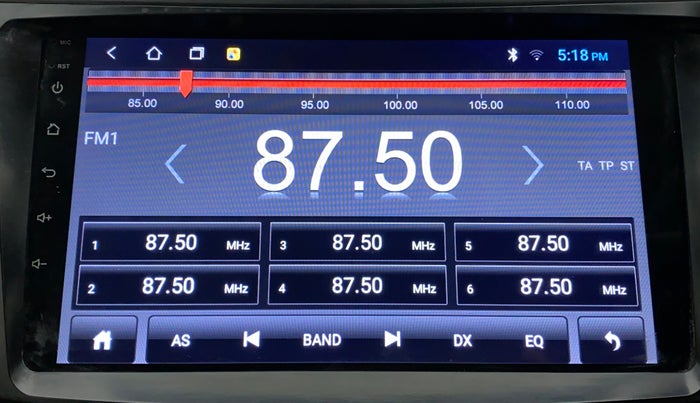 MIC
5:18 PM
RST
85.00 90.00 95.00 100.00 105.00 110.00
FM1
87.50
TA TP ST
1 87.50 MHz 3 87.50 MHz 5 87.50 MHz
2 87.50 MHz 4 87.50 MHz 6 87.50 MHz
AS BAND DX EQ